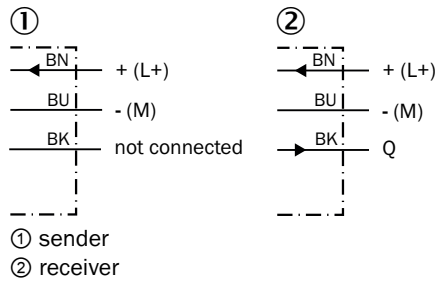 ① ②
BN + (L+) BN + (L+)
BU - (M) BU - (M)
BK not connected BK Q
① sender
② receiver